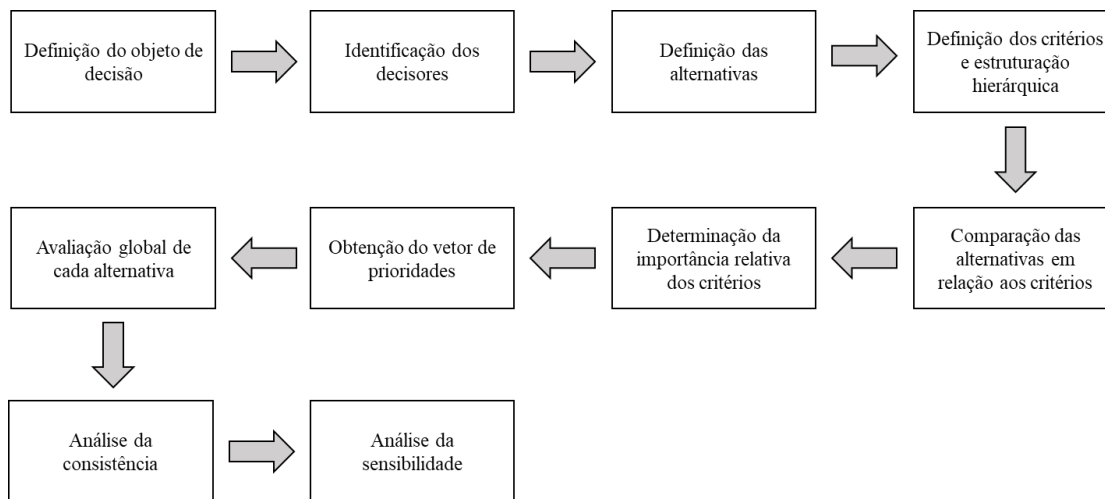 Definição do objeto de
decisão
Identificação dos
decisores
Definição das
alternativas
Definição dos critérios
e estruturação
hierárquica
Comparação das
alternativas em
relação aos critérios
Determinação da
importância relativa
dos critérios
Obtenção do vetor de
prioridades
Avaliação global de
cada alternativa
Análise da
consistência
Análise da
sensibilidade